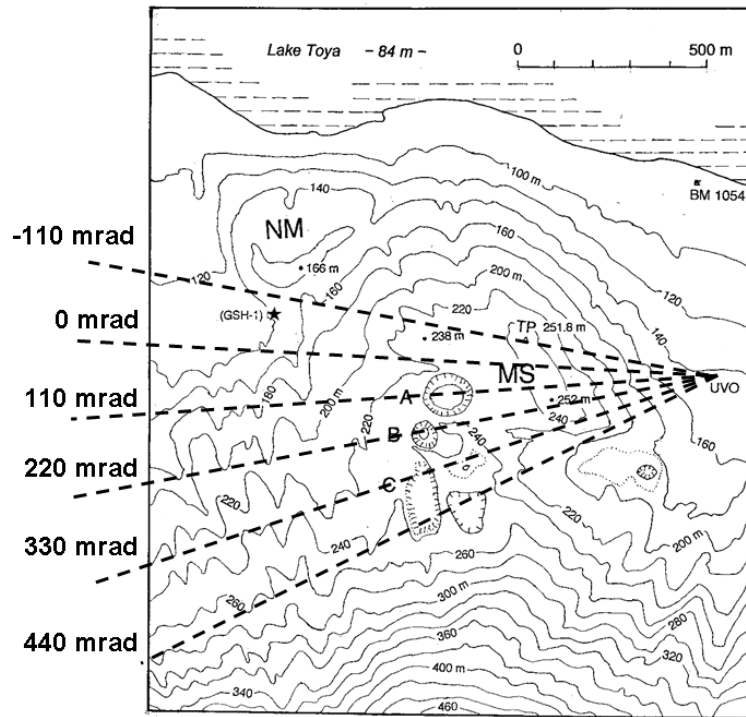 Lake Toya – 84 m –
0 500 m
100 m
BM 1054
140
NM
160
-110 mrad
166 m
120
160
200 m
120
(GSH-1)
220
TP 251.8 m
140
0 mrad
238 m
MS
UVO
180
200 m
A
252 m
110 mrad
220
240
160
B
240
220 mrad
C
220
220
200 m
330 mrad
240
260
260
300 m
280
360
320
440 mrad
400 m
340
460